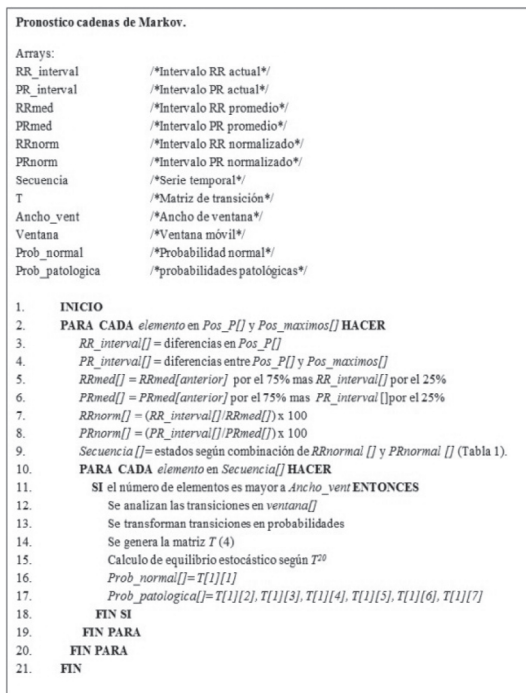 Pronostico cadenas de Markov.
Arrays:
RR_interval /*Intervalo RR actual*/
PR_interval /*Intervalo PR actual*/
RRmed /*Intervalo RR promedio*/
PRmed /*Intervalo PR promedio*/
RRnorm /*Intervalo RR normalizado*/
PRnorm /*Intervalo PR normalizado*/
Secuencia /*Serie temporal*/
T /*Matriz de transición*/
Ancho_vent /*Ancho de ventana*/
Ventana /*Ventana móvil*/
Prob_normal /*Probabilidad normal*/
Prob_patologica /*probabilidades patológicas*/
1. INICIO
2. PARA CADA elemento en Pos_P[] y Pos_maximos[] HACER
3. RR_interval[] = diferencias en Pos_P[]
4. PR_interval[] = diferencias entre Pos_P[] y Pos_maximos[]
5. RRmed[] = RRmed[anterior] por el 75% mas RR_interval[] por el 25%
6. PRmed[] = PRmed[anterior] por el 75% mas PR_interval []por el 25%
7. RRnorm[] = (RR_interval[]/RRmed[]) x 100
8. PRnorm[] = (PR_interval[]/PRmed[]) x 100
9. Secuencia []= estados según combinación de RRnormal [] y PRnormal [] (Tabla 1).
10. PARA CADA elemento en Secuencia[] HACER
11. SI el número de elementos es mayor a Ancho_vent ENTONCES
12. Se analizan las transiciones en ventana[]
13. Se transforman transiciones en probabilidades
14. Se genera la matriz T (4)
15. Calculo de equilibrio estocástico según T²⁰
16. Prob_normal[]= T[1][1]
17. Prob_patologica[]= T[1][2], T[1][3], T[1][4], T[1][5], T[1][6], T[1][7]
18. FIN SI
19. FIN PARA
20. FIN PARA
21. FIN